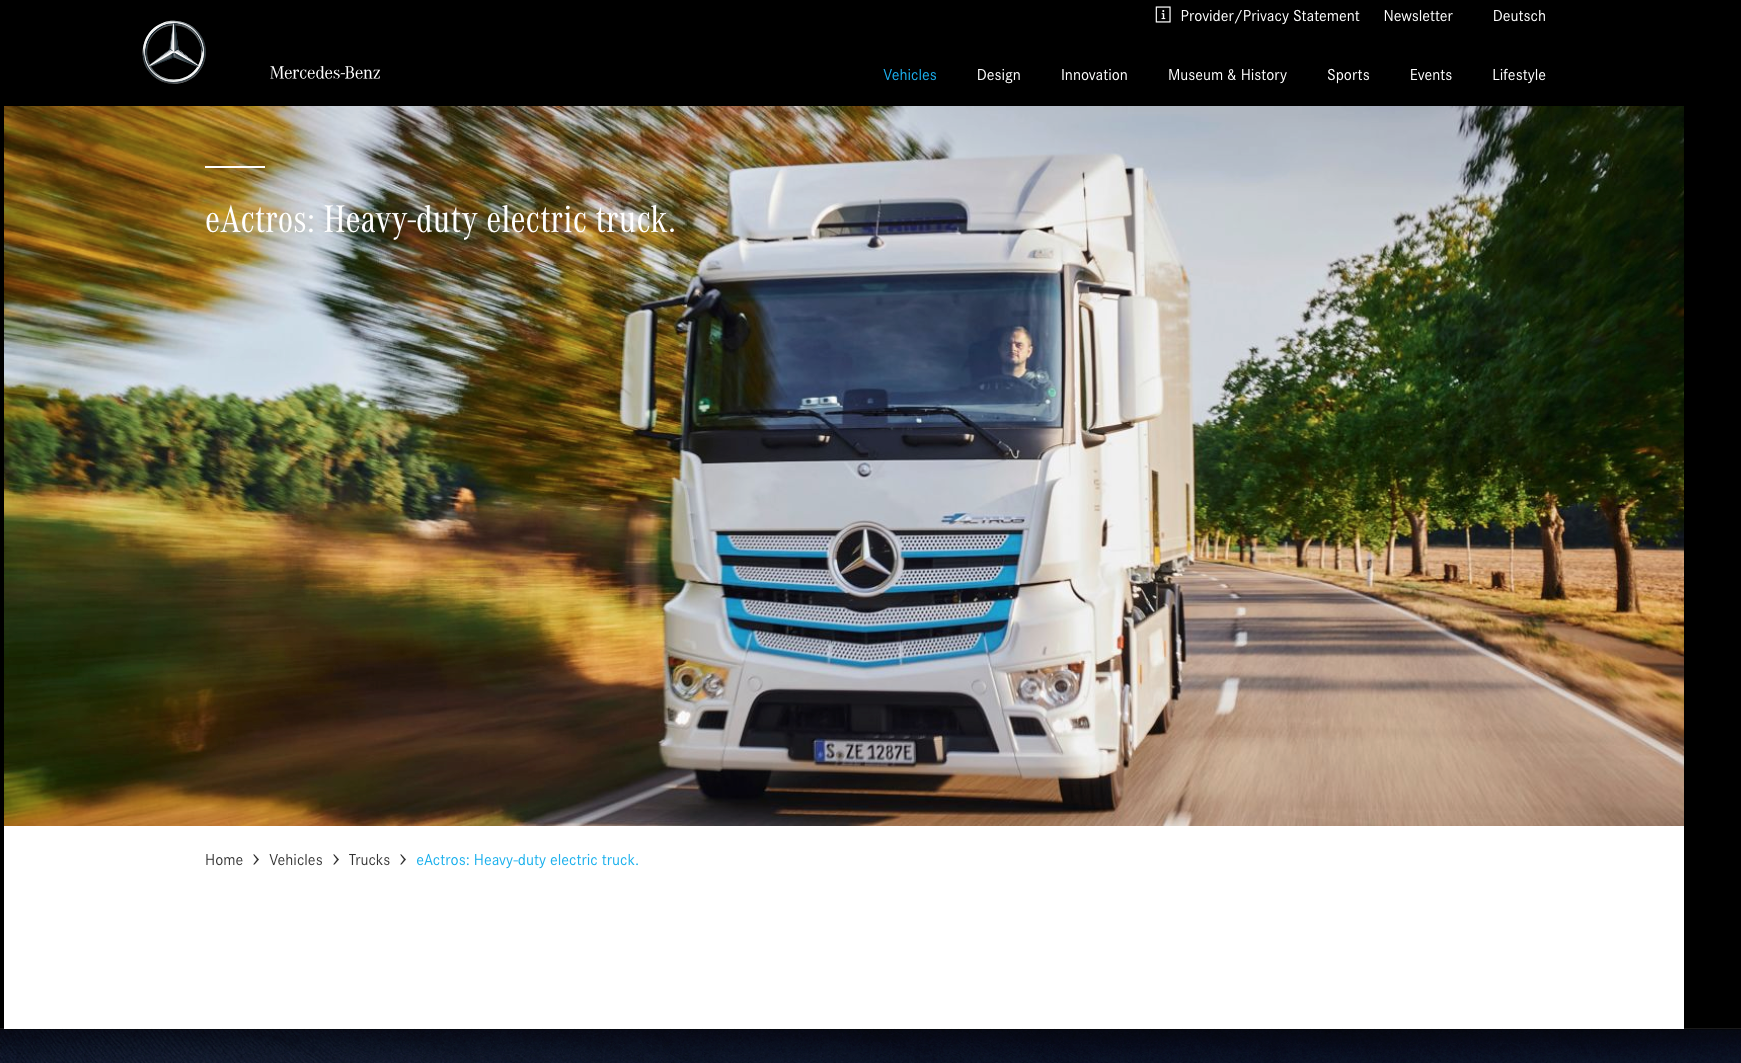 Provider/Privacy Statement Newsletter Deutsch
Mercedes-Benz
Vehicles Design Innovation Museum & History Sports Events Lifestyle
eActros: Heavy-duty electric truck.
ACTROS
S ZE 1287E
Home > Vehicles > Trucks > eActros: Heavy-duty electric truck.